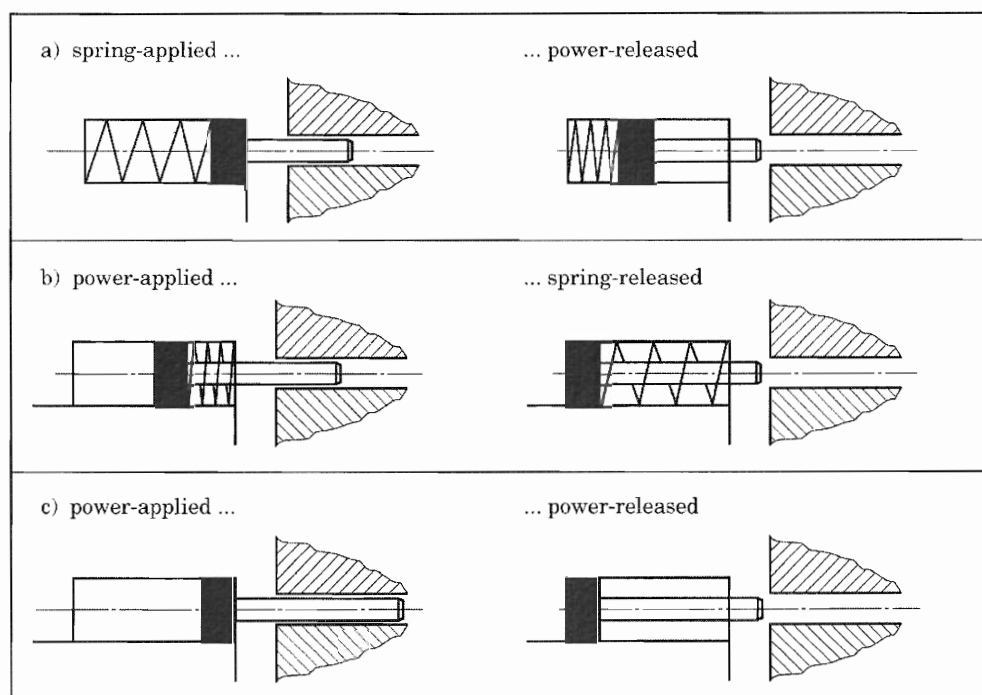 a) spring-applied ...
... power-released
b) power-applied ...
... spring-released
c) power-applied ...
... power-released